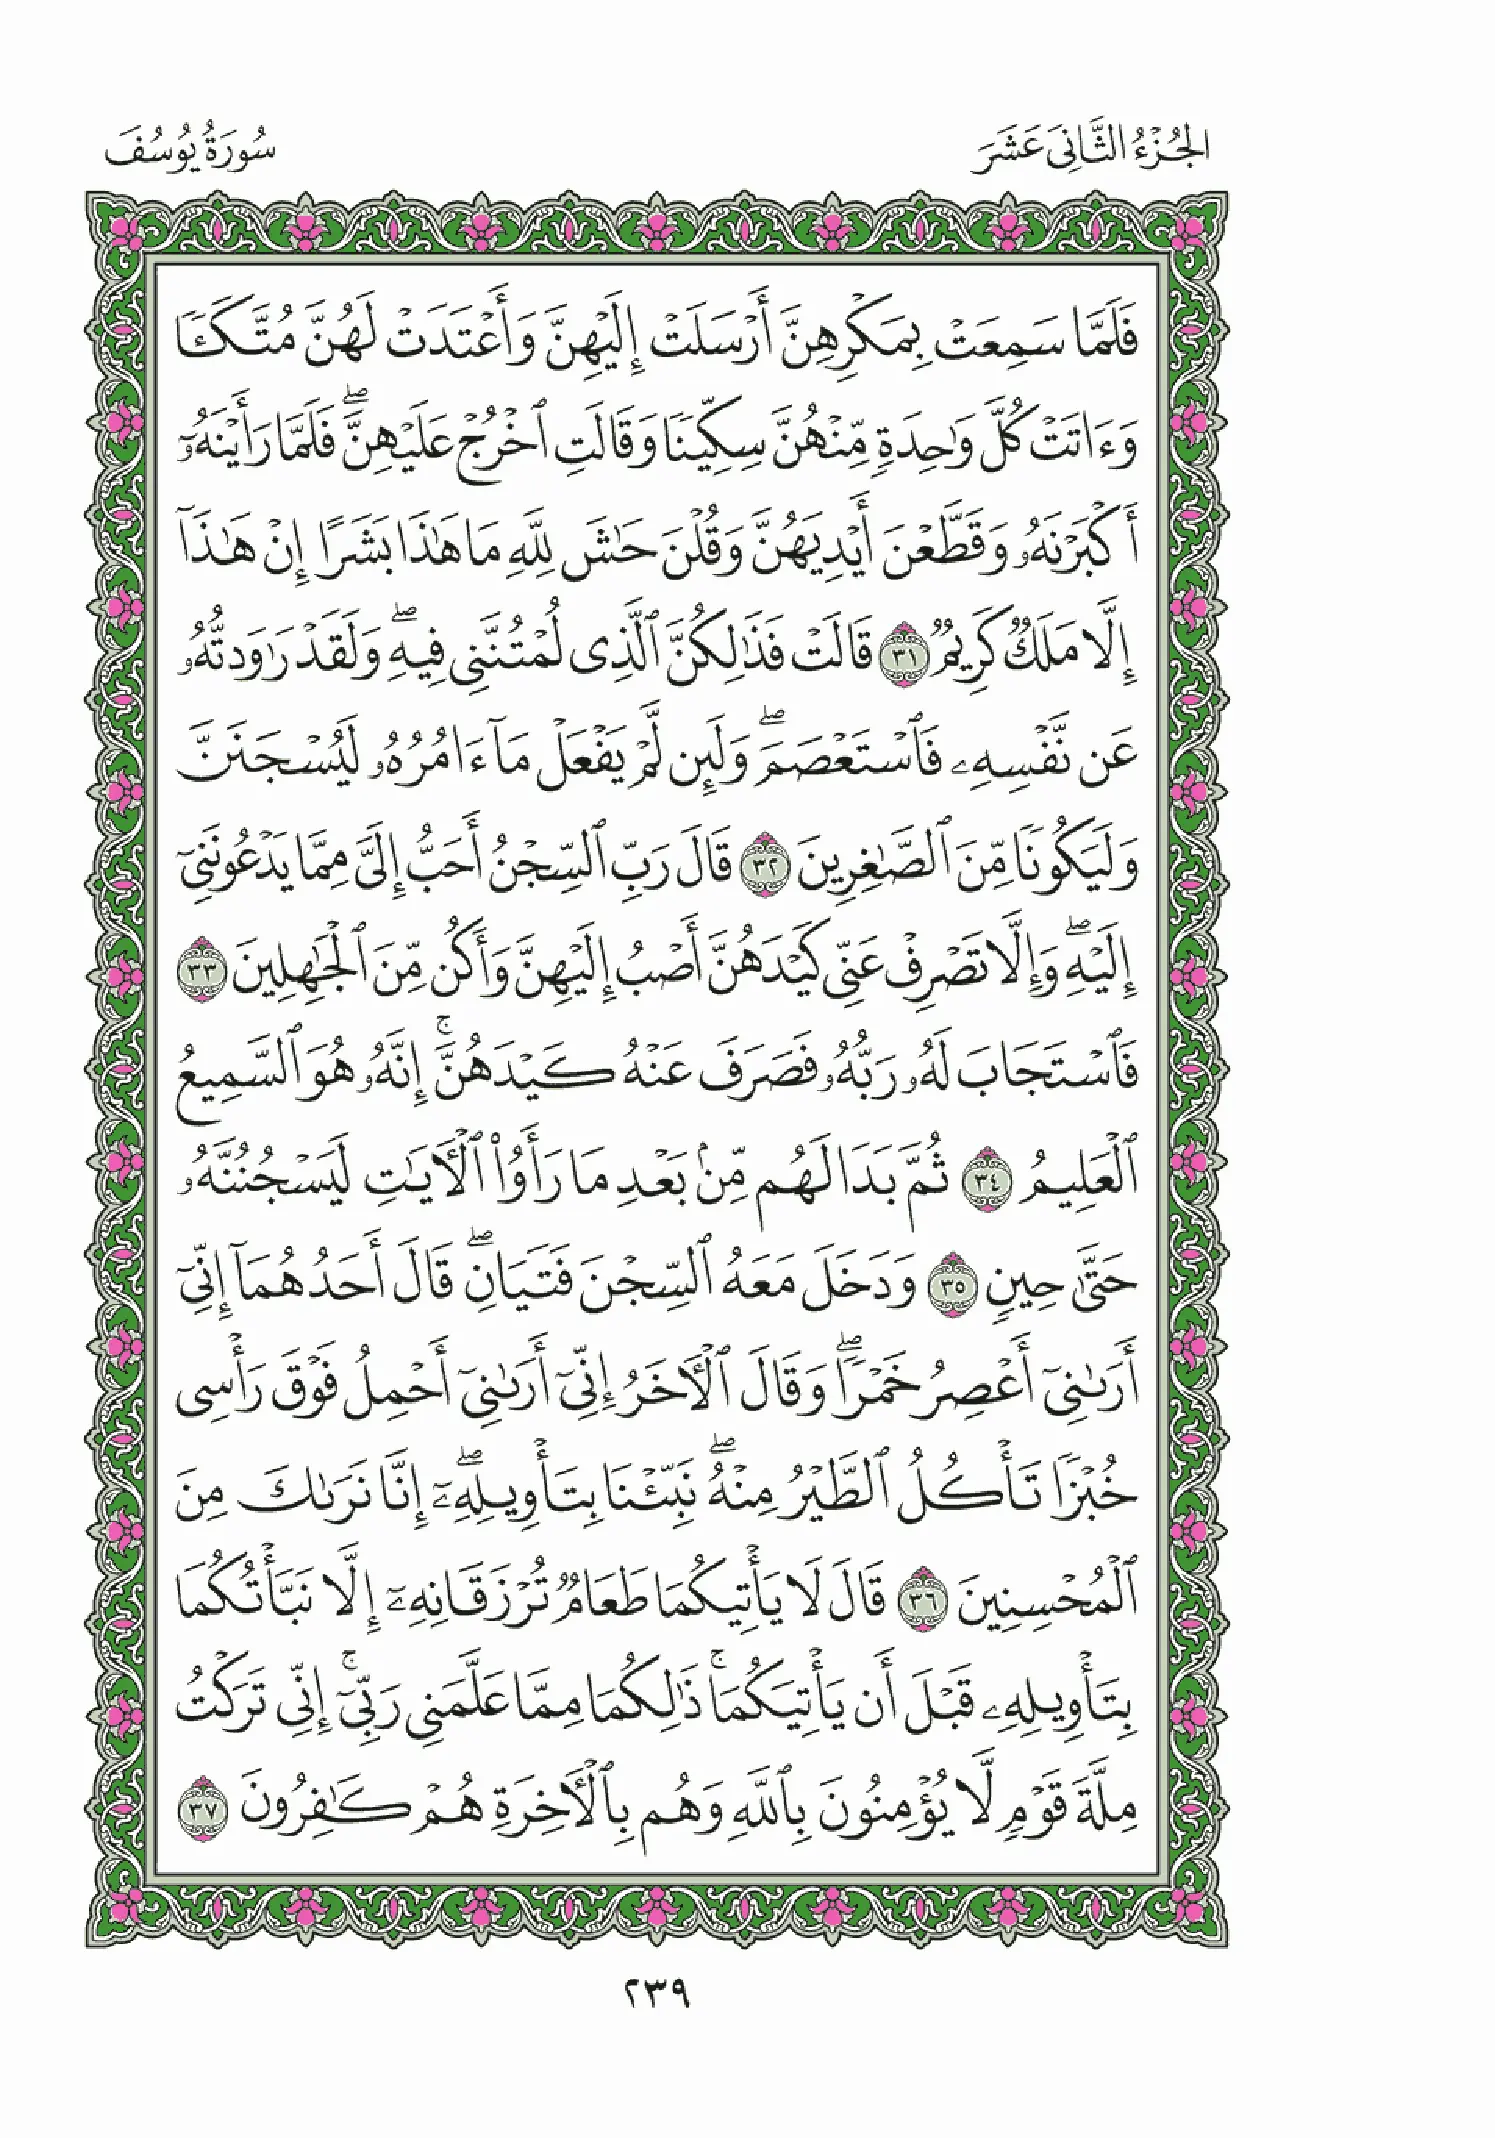 الجُزْءُ الثَّانِي عَشَرَ
سُورَةُ يُوسُفَ
فَلَمَّا سَمِعَتْ بِمَكْرِهِنَّ أَرْسَلَتْ إِلَيْهِنَّ وَأَعْتَدَتْ لَهُنَّ مُتَّكَـًٔا
وَءَاتَتْ كُلَّ وَٰحِدَةٍ مِّنْهُنَّ سِكِّينًا وَقَالَتِ ٱخْرُجْ عَلَيْهِنَّ ۖ فَلَمَّا رَأَيْنَهُۥٓ
أَكْبَرْنَهُۥ وَقَطَّعْنَ أَيْدِيَهُنَّ وَقُلْنَ حَـٰشَ لِلَّهِ مَا هَـٰذَا بَشَرًا إِنْ هَـٰذَآ
إِلَّا مَلَكٌ كَرِيمٌ ٣١ قَالَتْ فَذَٰلِكُنَّ ٱلَّذِى لُمْتُنَّنِى فِيهِ ۖ وَلَقَدْ رَٰوَدتُّهُۥ
عَن نَّفْسِهِۦ فَٱسْتَعْصَمَ ۖ وَلَئِن لَّمْ يَفْعَلْ مَآ ءَامُرُهُۥ لَيُسْجَنَنَّ
وَلَيَكُونًا مِّنَ ٱلصَّـٰغِرِينَ ٣٢ قَالَ رَبِّ ٱلسِّجْنُ أَحَبُّ إِلَىَّ مِمَّا يَدْعُونَنِىٓ
إِلَيْهِ ۖ وَإِلَّا تَصْرِفْ عَنِّى كَيْدَهُنَّ أَصْبُ إِلَيْهِنَّ وَأَكُن مِّنَ ٱلْجَـٰهِلِينَ ٣٣
فَٱسْتَجَابَ لَهُۥ رَبُّهُۥ فَصَرَفَ عَنْهُ كَيْدَهُنَّ ۚ إِنَّهُۥ هُوَ ٱلسَّمِيعُ
ٱلْعَلِيمُ ٣٤ ثُمَّ بَدَا لَهُم مِّنۢ بَعْدِ مَا رَأَوُا۟ ٱلْـَٔايَـٰتِ لَيَسْجُنُنَّهُۥ
حَتَّىٰ حِينٍ ٣٥ وَدَخَلَ مَعَهُ ٱلسِّجْنَ فَتَيَانِ ۖ قَالَ أَحَدُهُمَآ إِنِّىٓ
أَرَىٰنِىٓ أَعْصِرُ خَمْرًا ۖ وَقَالَ ٱلْـَٔاخَرُ إِنِّىٓ أَرَىٰنِىٓ أَحْمِلُ فَوْقَ رَأْسِى
خُبْزًا تَأْكُلُ ٱلطَّيْرُ مِنْهُ ۖ نَبِّئْنَا بِتَأْوِيلِهِۦٓ ۖ إِنَّا نَرَىٰكَ مِنَ
ٱلْمُحْسِنِينَ ٣٦ قَالَ لَا يَأْتِيكُمَا طَعَامٌ تُرْزَقَانِهِۦٓ إِلَّا نَبَّأْتُكُمَا
بِتَأْوِيلِهِۦ قَبْلَ أَن يَأْتِيَكُمَا ۚ ذَٰلِكُمَا مِمَّا عَلَّمَنِى رَبِّىٓ ۚ إِنِّى تَرَكْتُ
مِلَّةَ قَوْمٍ لَّا يُؤْمِنُونَ بِٱللَّهِ وَهُم بِٱلْـَٔاخِرَةِ هُمْ كَـٰفِرُونَ ٣٧
٢٣٩